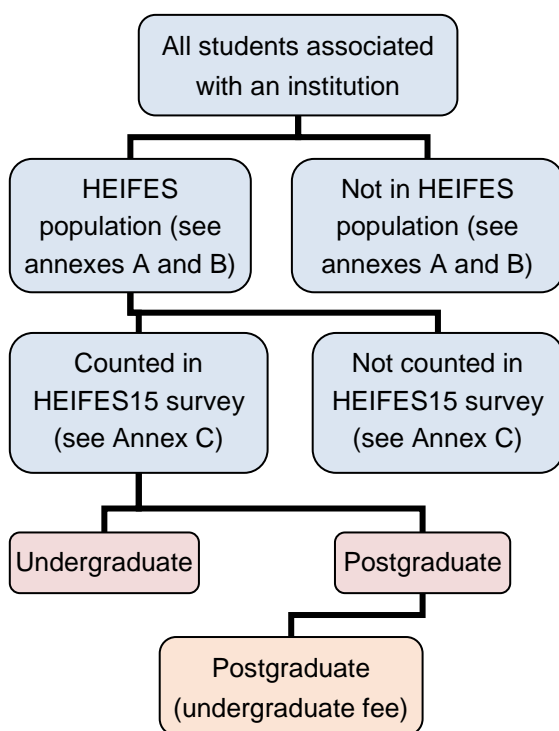 All students associated
with an institution
HEIFES
population (see
annexes A and B)
Not in HEIFES
population (see
annexes A and B)
Counted in
HEIFES15 survey
(see Annex C)
Not counted in
HEIFES15 survey
(see Annex C)
Undergraduate
Postgraduate
Postgraduate
(undergraduate fee)